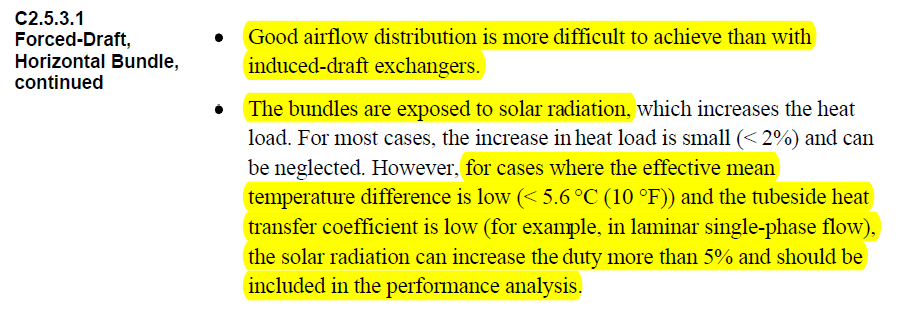 C2.5.3.1
Forced-Draft,
Horizontal Bundle,
continued
• Good airflow distribution is more difficult to achieve than with
induced-draft exchangers.
• The bundles are exposed to solar radiation, which increases the heat
load. For most cases, the increase in heat load is small (< 2%) and can
be neglected. However, for cases where the effective mean
temperature difference is low (< 5.6 °C (10 °F)) and the tubeside heat
transfer coefficient is low (for example, in laminar single-phase flow),
the solar radiation can increase the duty more than 5% and should be
included in the performance analysis.